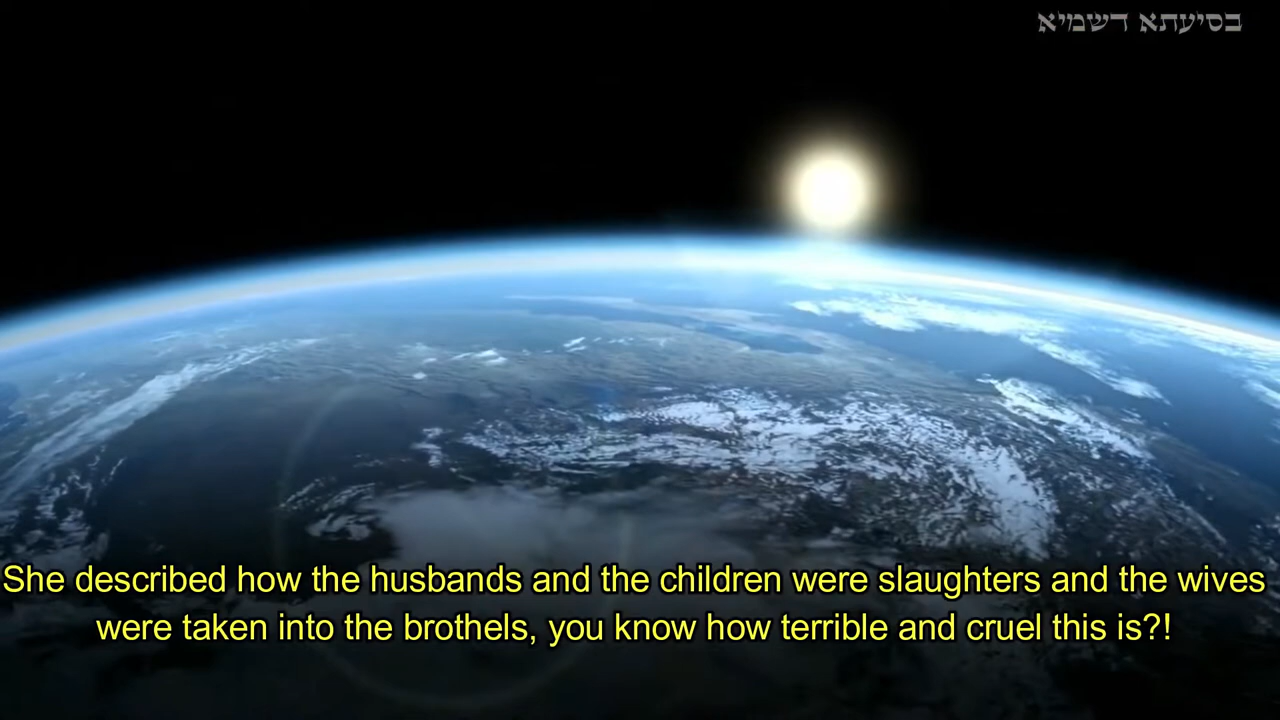 בסיעתא דשמיא
She described how the husbands and the children were slaughters and the wives
were taken into the brothels, you know how terrible and cruel this is?!